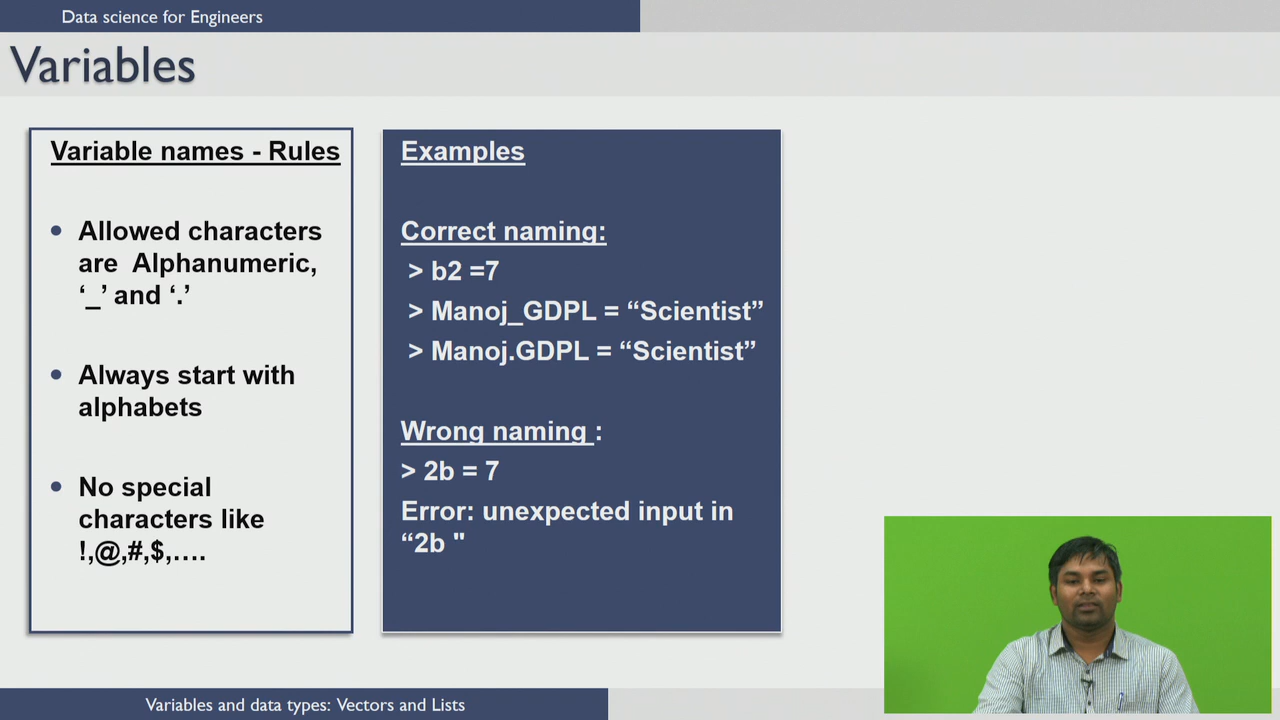 Data science for Engineers
Variables
Variable names - Rules
Allowed characters
are Alphanumeric,
‘_’ and ‘.’
Always start with
alphabets
No special
characters like
!,@,#,$,....
Examples
Correct naming:
> b2 =7
> Manoj_GDPL = “Scientist”
> Manoj.GDPL = “Scientist”
Wrong naming :
> 2b = 7
Error: unexpected input in
“2b "
Variables and data types: Vectors and Lists